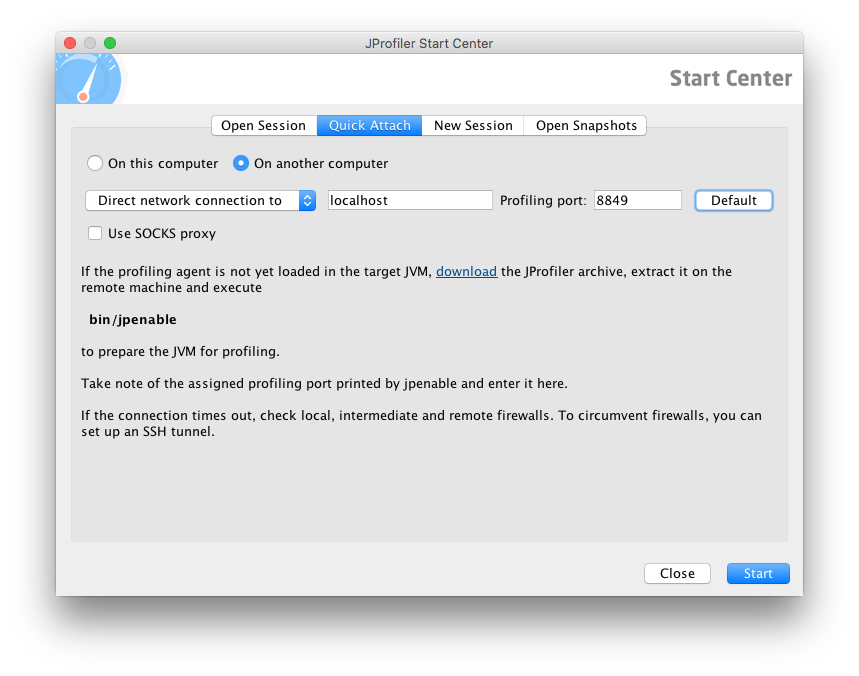 JProfiler Start Center
Start Center
Open Session Quick Attach New Session Open Snapshots
On this computer On another computer
Direct network connection to localhost Profiling port: 8849 Default
Use SOCKS proxy
If the profiling agent is not yet loaded in the target JVM, download the JProfiler archive, extract it on the
remote machine and execute
bin/jpenable
to prepare the JVM for profiling.
Take note of the assigned profiling port printed by jpenable and enter it here.
If the connection times out, check local, intermediate and remote firewalls. To circumvent firewalls, you can
set up an SSH tunnel.
Close Start